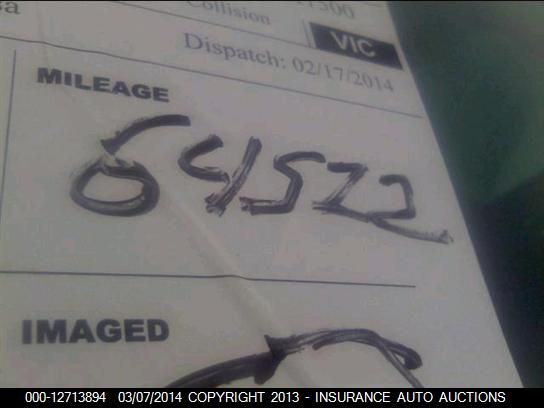 Collision
VIC
Dispatch: 02/17/2014
MILEAGE
64522
IMAGED
000-12713894 03/07/2014 COPYRIGHT 2013 - INSURANCE AUTO AUCTIONS